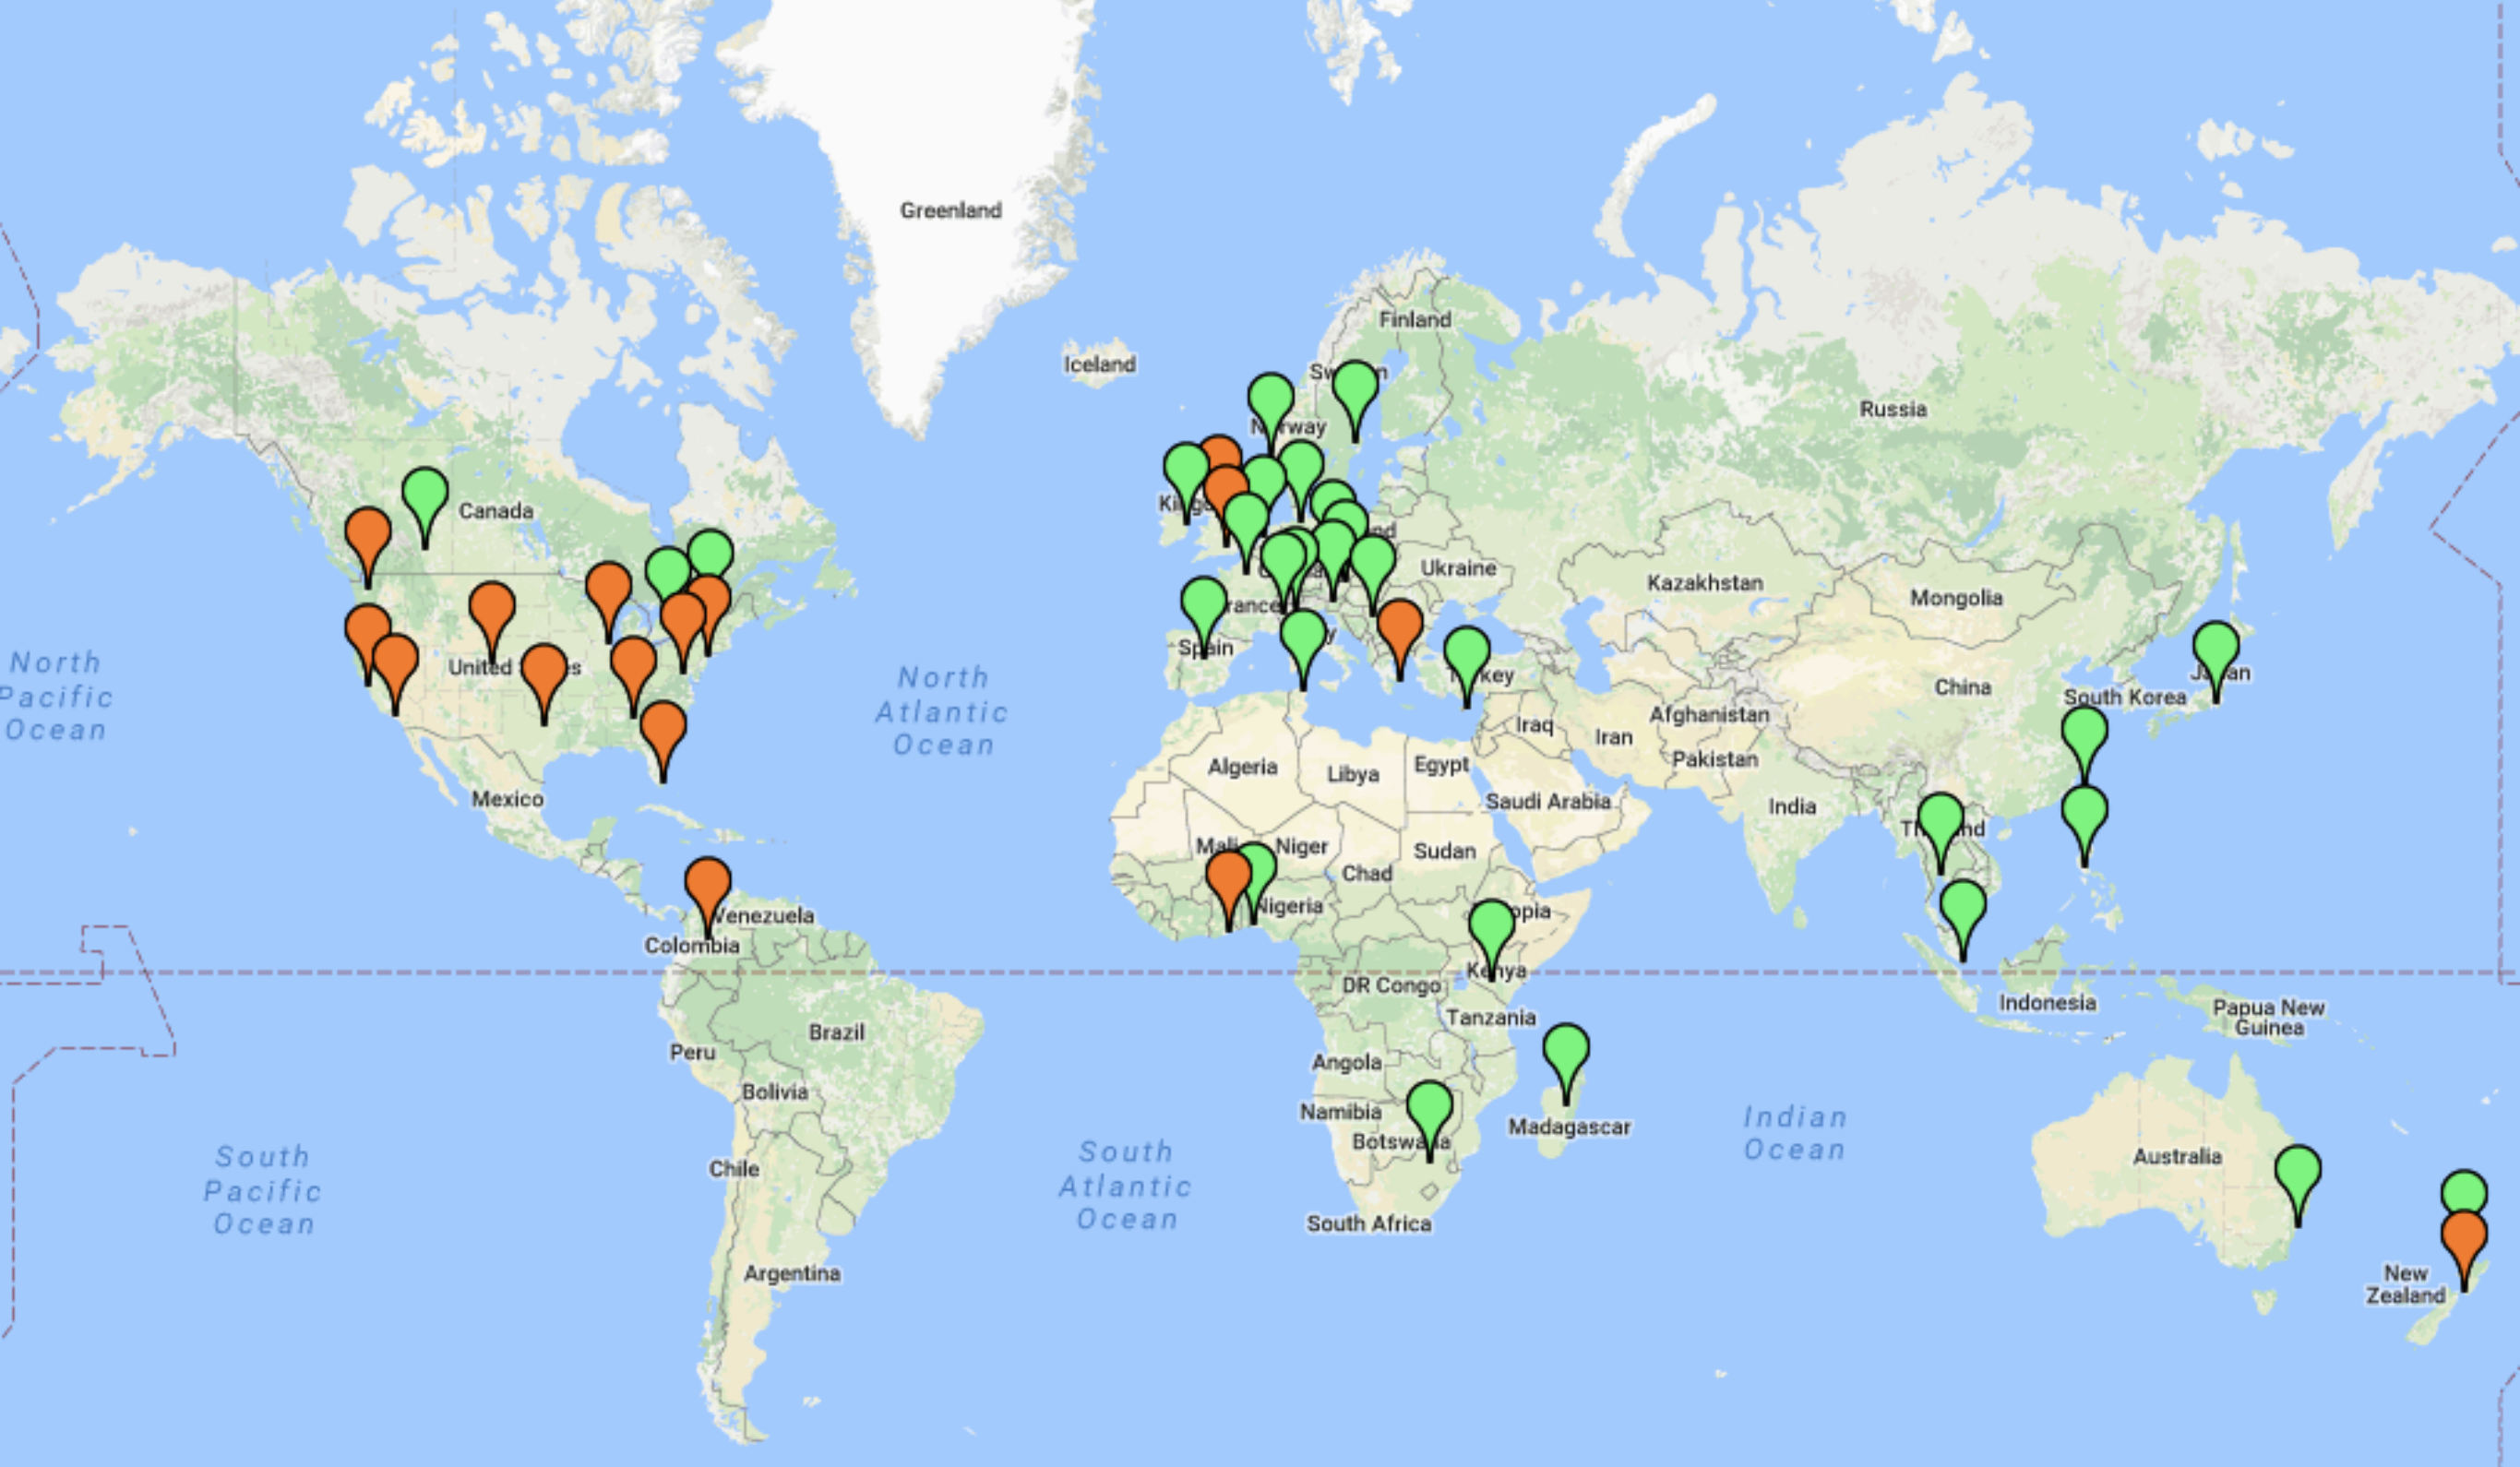 Greenland
Iceland
Finland
Russia
Canada
Ukraine
Kazakhstan
Mongolia
Spain
United
North
Pacific
Ocean
North
Atlantic
Ocean
China
South Korea
Afghanistan
Iraq
Iran
Pakistan
Algeria
Libya
Egypt
Saudi Arabia
India
Mexico
Niger
Sudan
Chad
Nigeria
Venezuela
Colombia
Kenya
DR Congo
Tanzania
Indonesia
Papua New
Guinea
Brazil
Peru
Bolivia
Angola
Namibia
Madagascar
Indian
Ocean
Australia
South
Pacific
Ocean
Chile
South
Atlantic
Ocean
South Africa
Argentina
New
Zealand